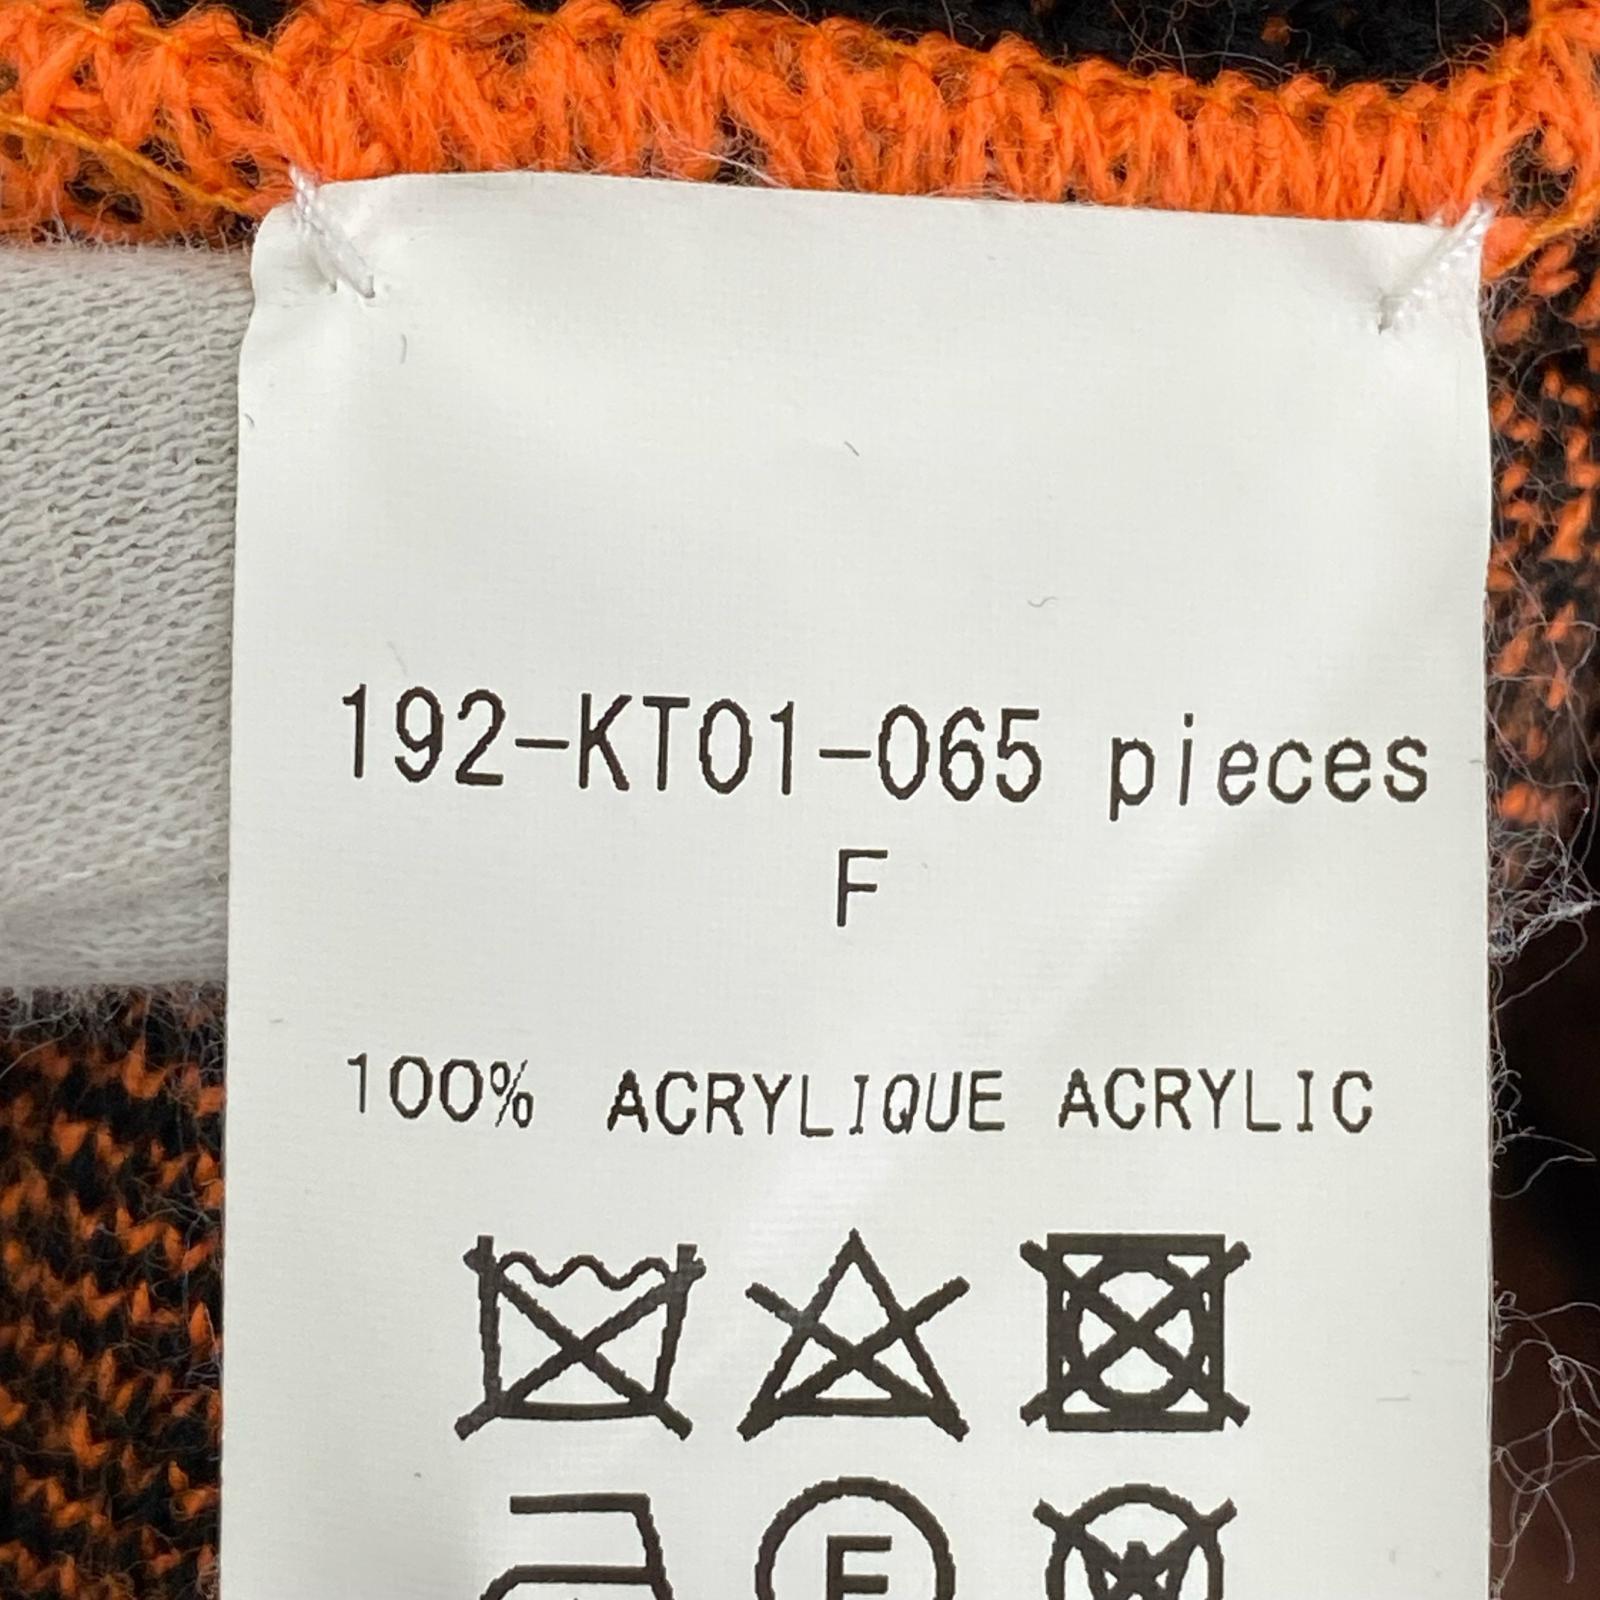 192-KT01-065 pieces
F
100% ACRYLIQUE ACRYLIC
F W